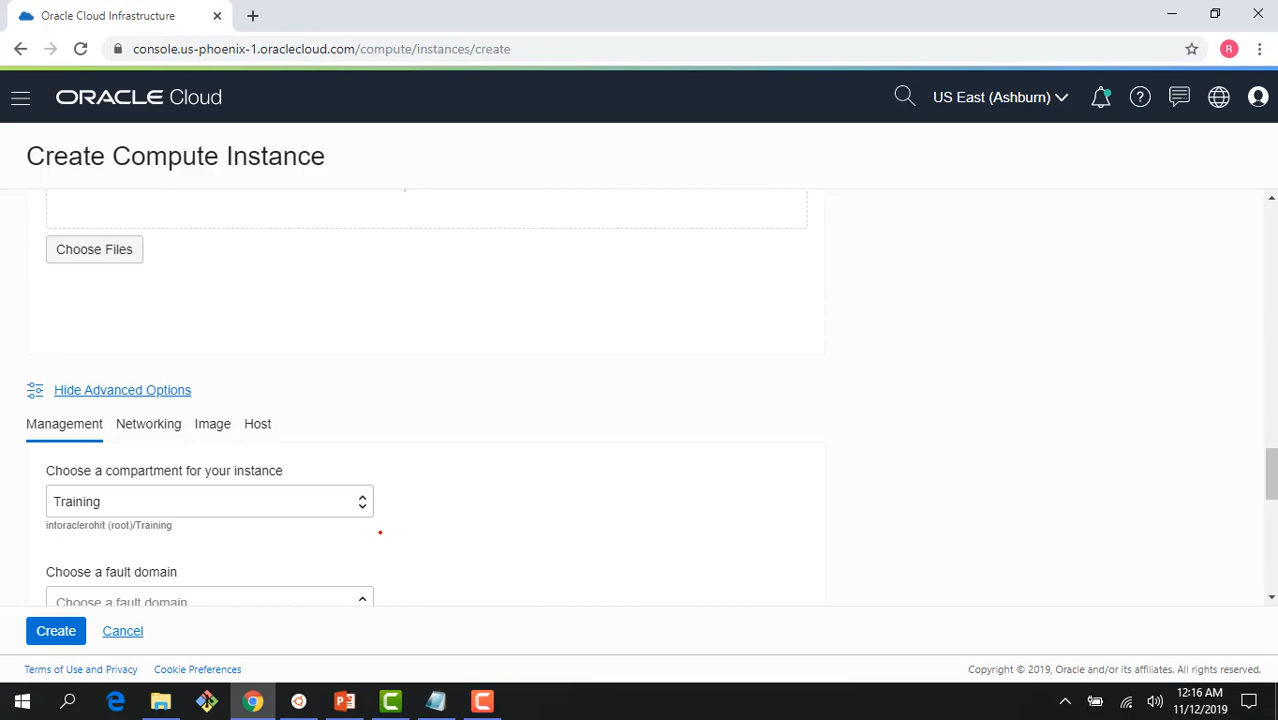 Oracle Cloud Infrastructure
console.us-phoenix-1.oraclecloud.com/compute/instances/create
R
ORACLE Cloud
US East (Ashburn)
Create Compute Instance
Choose Files
Hide Advanced Options
Management Networking Image Host
Choose a compartment for your instance
Training
intoraclerohit (root)/Training
Choose a fault domain
Choose a fault domain
Create Cancel
Terms of Use and Privacy Cookie Preferences
Copyright © 2019, Oracle and/or its affiliates. All rights reserved.
12:16 AM
11/12/2019